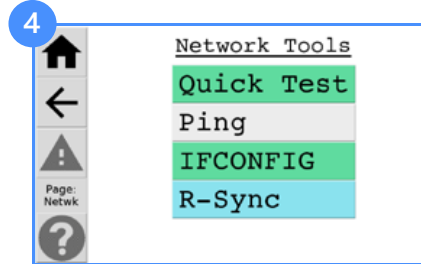 4
Network Tools
Quick Test
Ping
IFCONFIG
R-Sync
Page:
Netwk
?